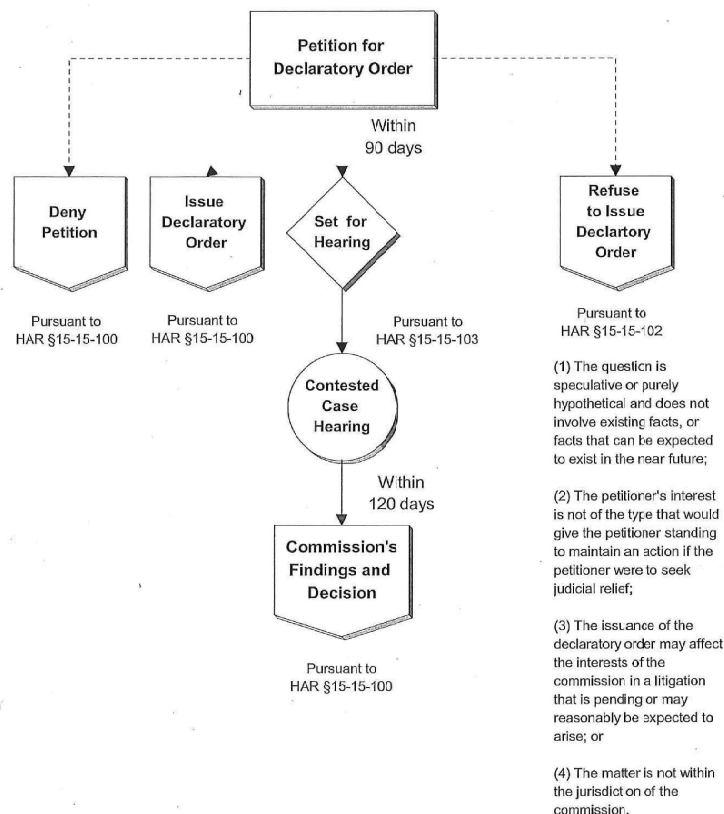 Petition for
Declaratory Order
Within
90 days
Deny
Petition
Issue
Declaratory
Order
Set for
Hearing
Refuse
to Issue
Declartory
Order
Pursuant to
HAR §15-15-100
Pursuant to
HAR §15-15-100
Pursuant to
HAR §15-15-103
Pursuant to
HAR §15-15-102
Contested
Case
Hearing
Within
120 days
Commission's
Findings and
Decision
Pursuant to
HAR §15-15-100
(1) The question is
speculative or purely
hypothetical and does not
involve existing facts, or
facts that can be expected
to exist in the near future;
(2) The petitioner's interest
is not of the type that would
give the petitioner standing
to maintain an action if the
petitioner were to seek
judicial relief;
(3) The issuance of the
declaratory order may affect
the interests of the
commission in a litigation
that is pending or may
reasonably be expected to
arise; or
(4) The matter is not within
the jurisdiction of the
commission.